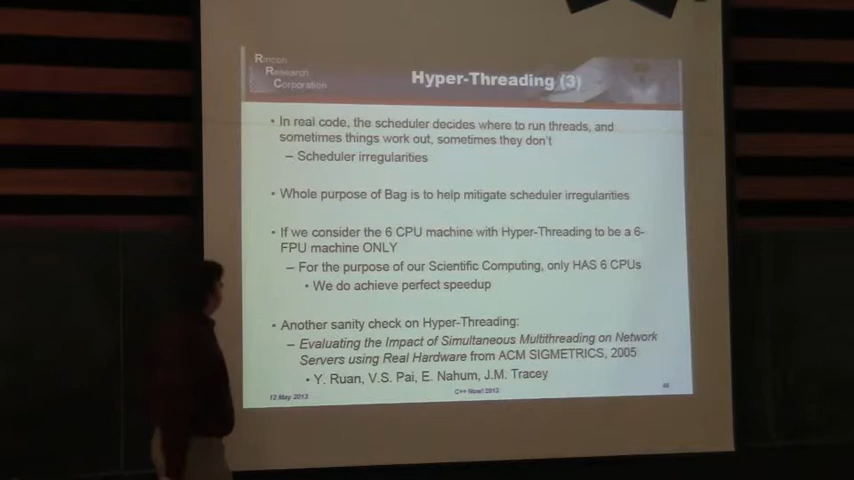 Rincon
Research
Corporation
Hyper-Threading (3)
• In real code, the scheduler decides where to run threads, and
sometimes things work out, sometimes they don't
– Scheduler irregularities
• Whole purpose of Bag is to help mitigate scheduler irregularities
• If we consider the 6 CPU machine with Hyper-Threading to be a 6-
FPU machine ONLY
– For the purpose of our Scientific Computing, only HAS 6 CPUs
• We do achieve perfect speedup
• Another sanity check on Hyper-Threading:
– Evaluating the Impact of Simultaneous Multithreading on Network
Servers using Real Hardware from ACM SIGMETRICS, 2005
• Y. Ruan, V.S. Pai, E. Nahum, J.M. Tracey
12 May 2013
C++ Now! 2013